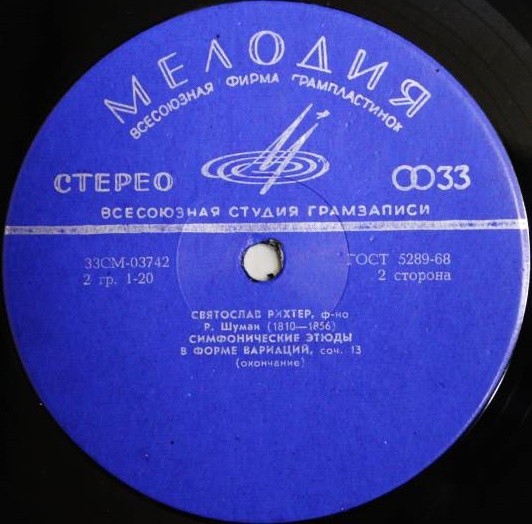 МЕЛОДИЯ
ВСЕСОЮЗНАЯ ФИРМА ГРАМПЛАСТИНОК
СТЕРЕО
33
ВСЕСОЮЗНАЯ СТУДИЯ ГРАМЗАПИСИ
33СМ-03742
ГОСТ 5289-68
2 гр. 1-20
2 сторона
СВЯТОСЛАВ РИХТЕР, ф-но
Р. Шуман (1810—1856)
СИМФОНИЧЕСКИЕ ЭТЮДЫ
В ФОРМЕ ВАРИАЦИЙ, соч. 13
(окончание)